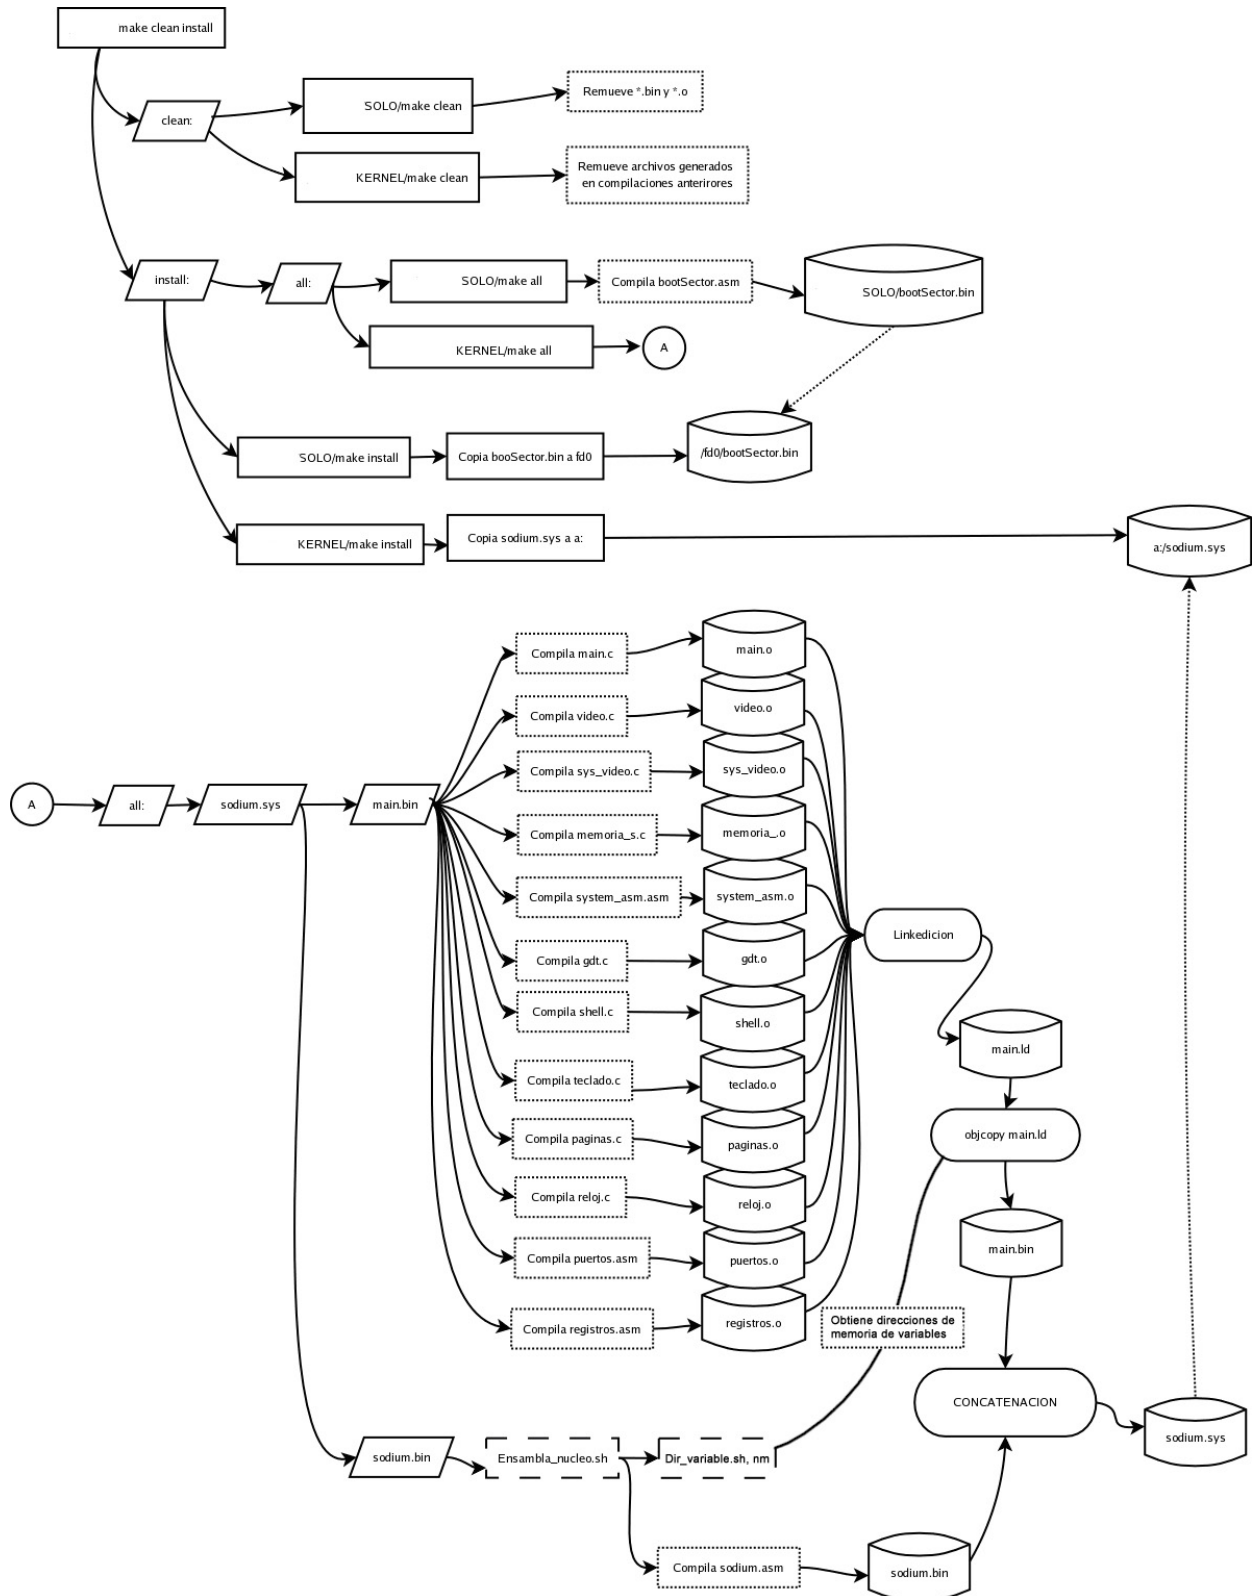 make clean install
clean:
SOLO/make clean
Remueve *.bin y *.o
KERNEL/make clean
Remueve archivos generados
en compilaciones anterirores
install:
all:
SOLO/make all
Compila bootSector.asm
SOLO/bootSector.bin
KERNEL/make all
A
SOLO/make install
Copia booSector.bin a fd0
/fd0/bootSector.bin
KERNEL/make install
Copia sodium.sys a a:
a:/sodium.sys
A
all:
sodium.sys
main.bin
Compila main.c
main.o
Compila video.c
video.o
Compila sys_video.c
sys_video.o
Compila memoria_s.c
memoria_.o
Compila system_asm.asm
system_asm.o
Compila gdt.c
gdt.o
Compila shell.c
shell.o
Compila teclado.c
teclado.o
Compila paginas.c
paginas.o
Compila reloj.c
reloj.o
Compila puertos.asm
puertos.o
Compila registros.asm
registros.o
Linkedicion
main.ld
objcopy main.ld
main.bin
Obtiene direcciones de
memoria de variables
CONCATENACION
sodium.sys
sodium.bin
Ensambla_nucleo.sh
Dir_variable.sh, nm
Compila sodium.asm
sodium.bin